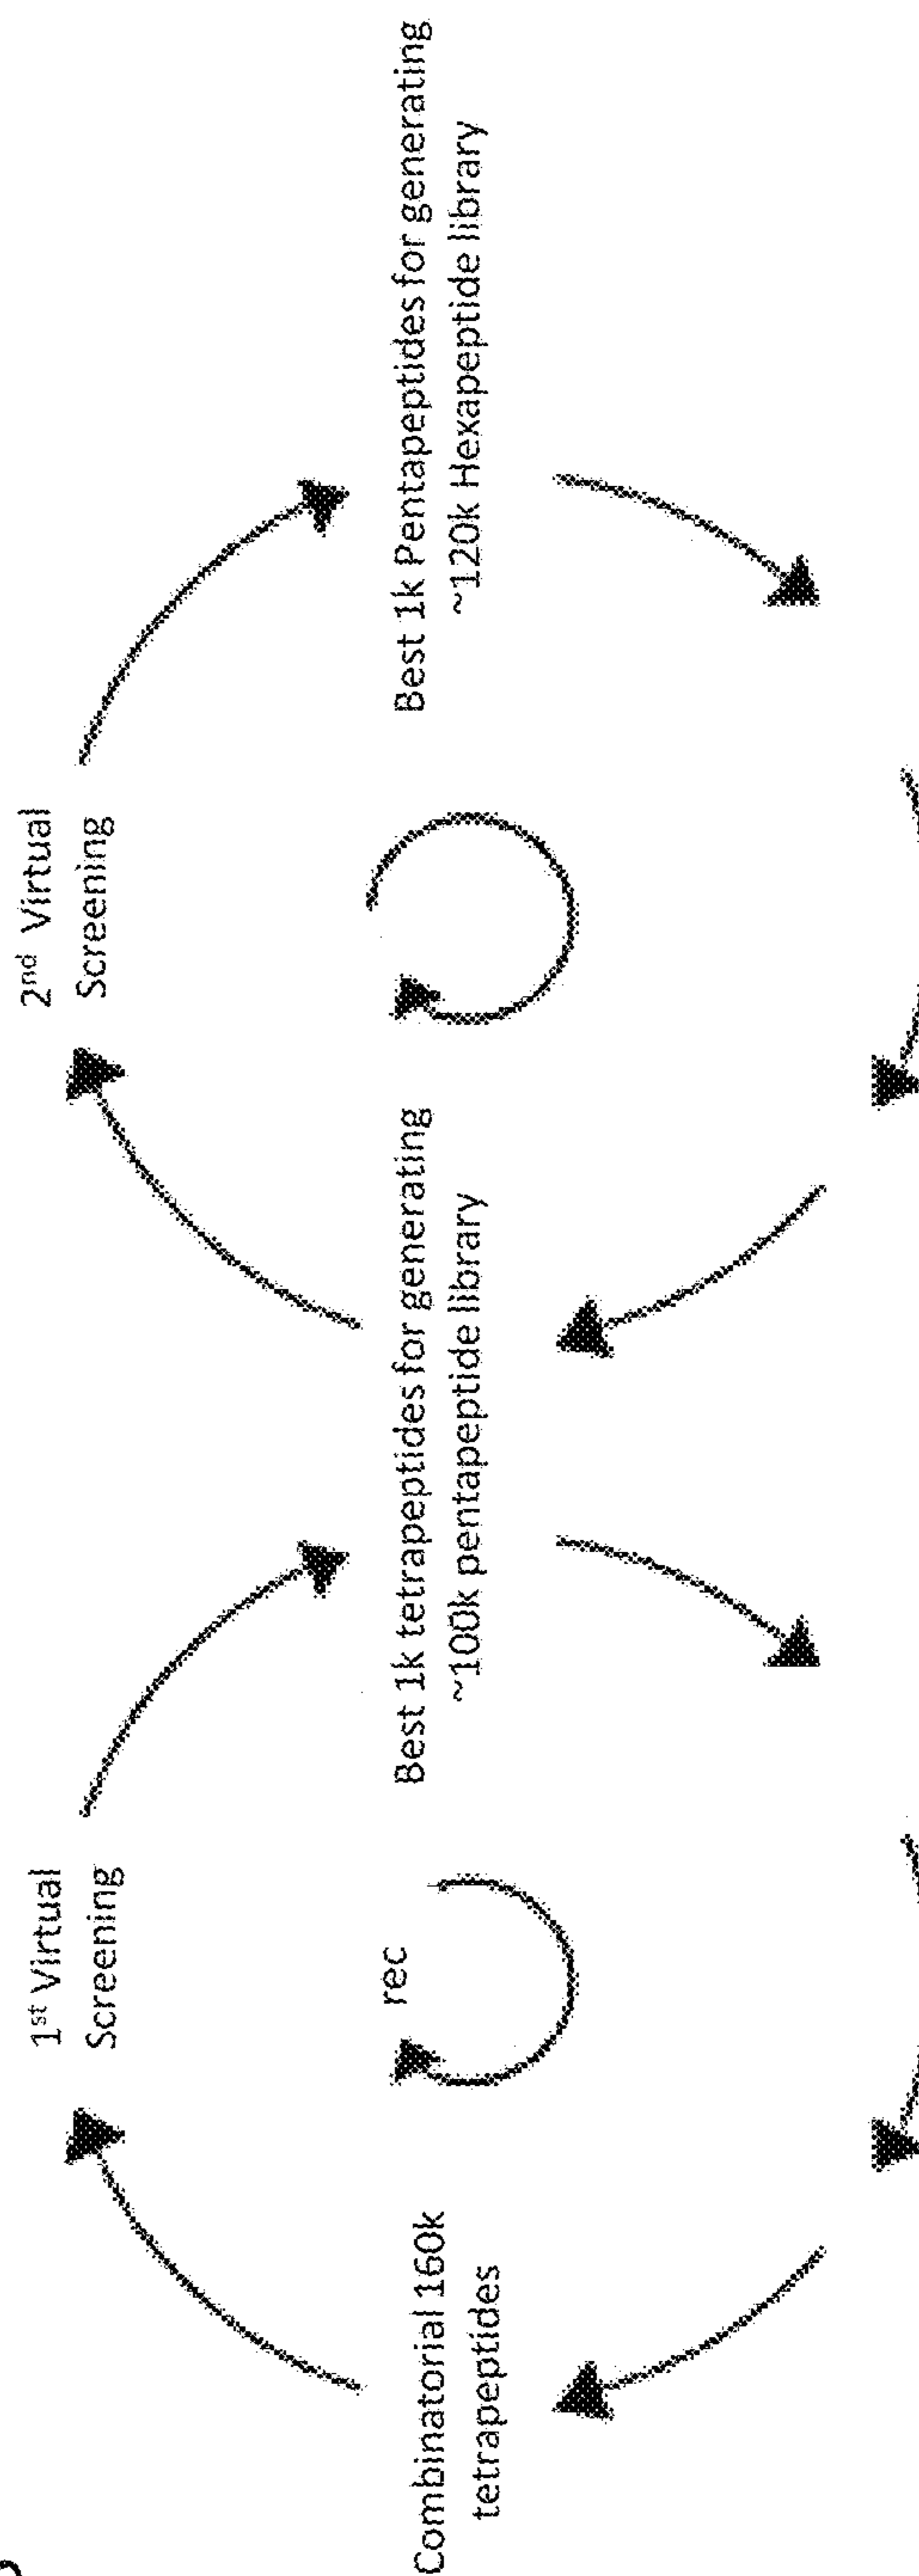 1st Virtual
Screening
2nd Virtual
Screening
Combinatorial 160k
tetrapeptides
rec
Best 1k tetrapeptides for generating
~100k pentapeptide library
Best 1k Pentapeptides for generating
~120k Hexapeptide library